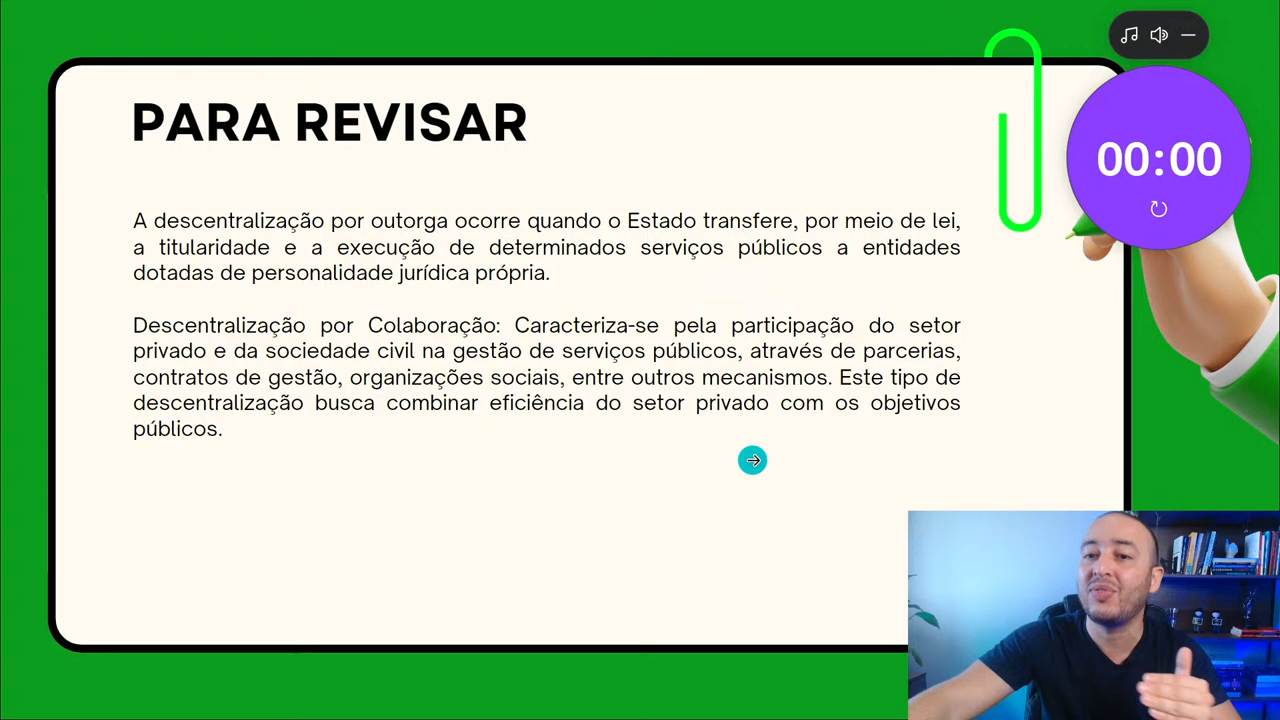 PARA REVISAR
00:00
A descentralização por outorga ocorre quando o Estado transfere, por meio de lei,
a titularidade e a execução de determinados serviços públicos a entidades
dotadas de personalidade jurídica própria.
Descentralização por Colaboração: Caracteriza-se pela participação do setor
privado e da sociedade civil na gestão de serviços públicos, através de parcerias,
contratos de gestão, organizações sociais, entre outros mecanismos. Este tipo de
descentralização busca combinar eficiência do setor privado com os objetivos
públicos.